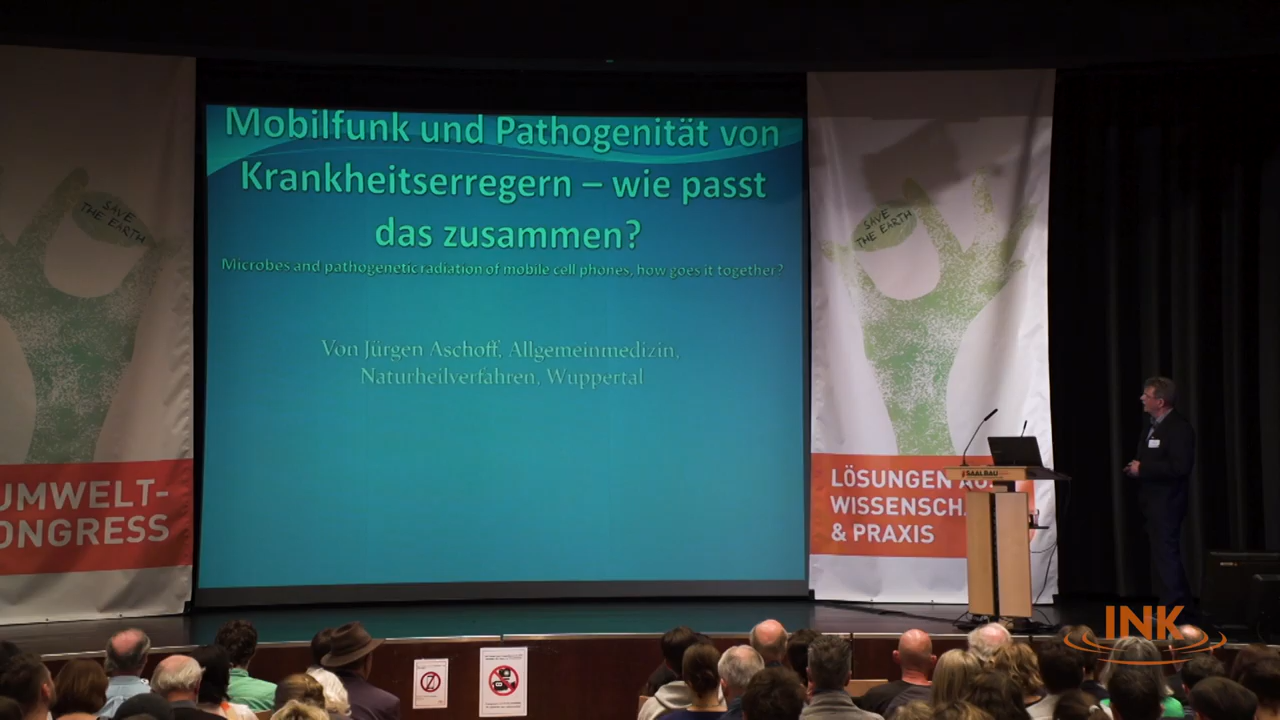 Mobilfunk und Pathogenität von
Krankheitserregern – wie passt
das zusammen?
Microbes and pathogenetic radiation of mobile cell phones, how goes it together?
Von Jürgen Aschoff, Allgemeinmedizin,
Naturheilverfahren, Wuppertal
SAVE
THE EARTH
UMWELT-
ONGRESS
SAVE
THE EARTH
LÖSUNGEN AU
WISSENSCH
& PRAXIS
SAALBAU
INK